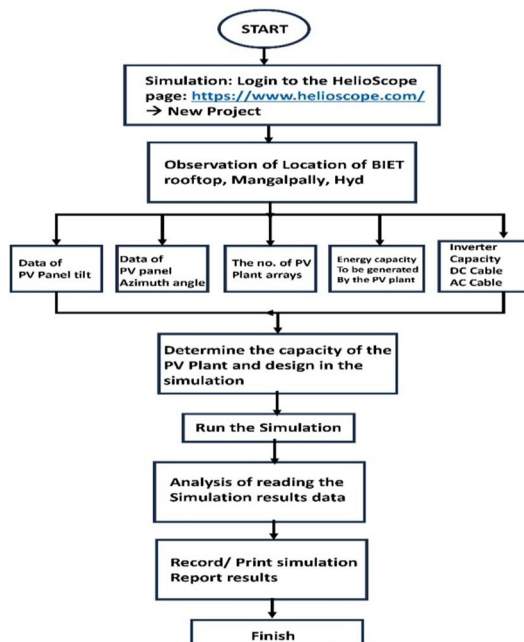 START
Simulation: Login to the HelioScope
page: https://www.helioscope.com/
→ New Project
Observation of Location of BIET
rooftop, Mangalpally, Hyd
Data of
PV Panel tilt
Data of
PV panel
Azimuth angle
The no. of PV
Plant arrays
Energy capacity
To be generated
By the PV plant
Inverter
Capacity
DC Cable
AC Cable
Determine the capacity of the
PV Plant and design in the
simulation
Run the Simulation
Analysis of reading the
Simulation results data
Record/ Print simulation
Report results
Finish